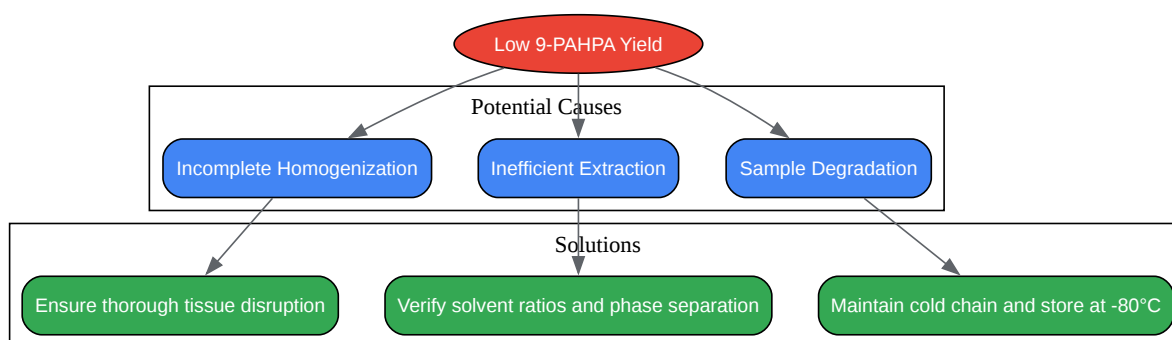 Low 9-PAHPA Yield
Potential Causes
Incomplete Homogenization
Inefficient Extraction
Sample Degradation
Solutions
Ensure thorough tissue disruption
Verify solvent ratios and phase separation
Maintain cold chain and store at -80°C